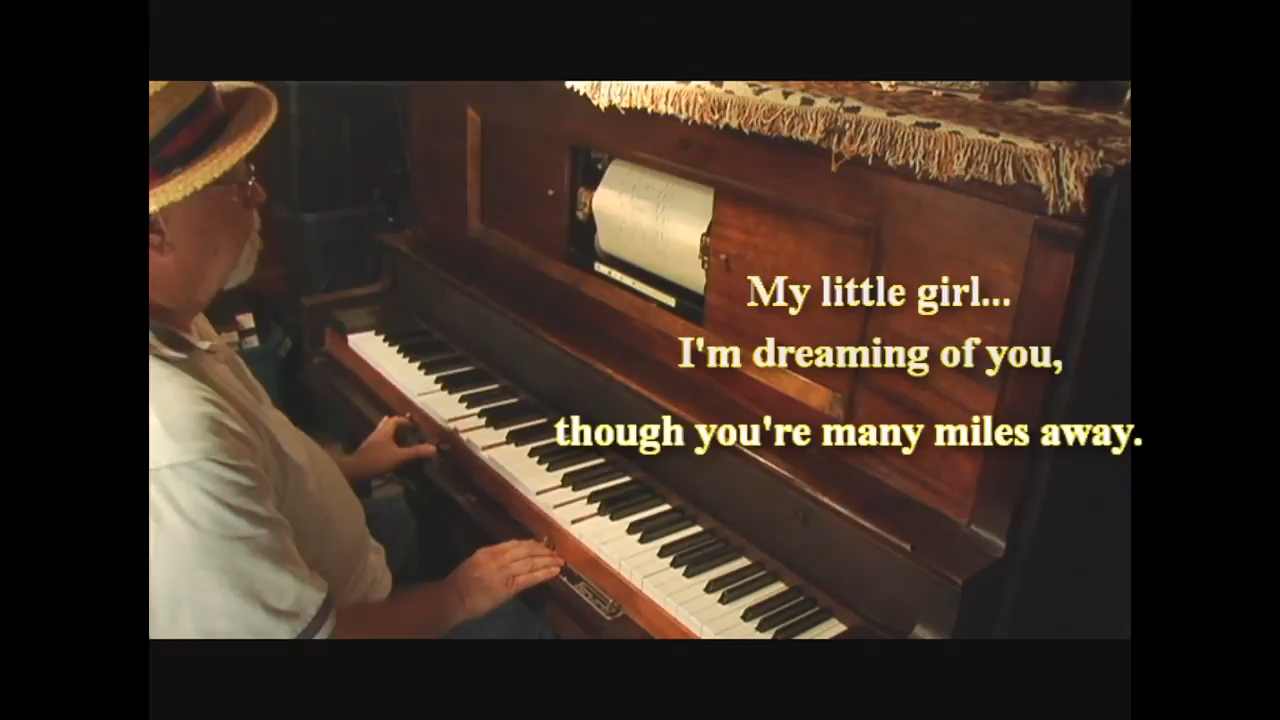 My little girl...
I'm dreaming of you,
though you're many miles away.